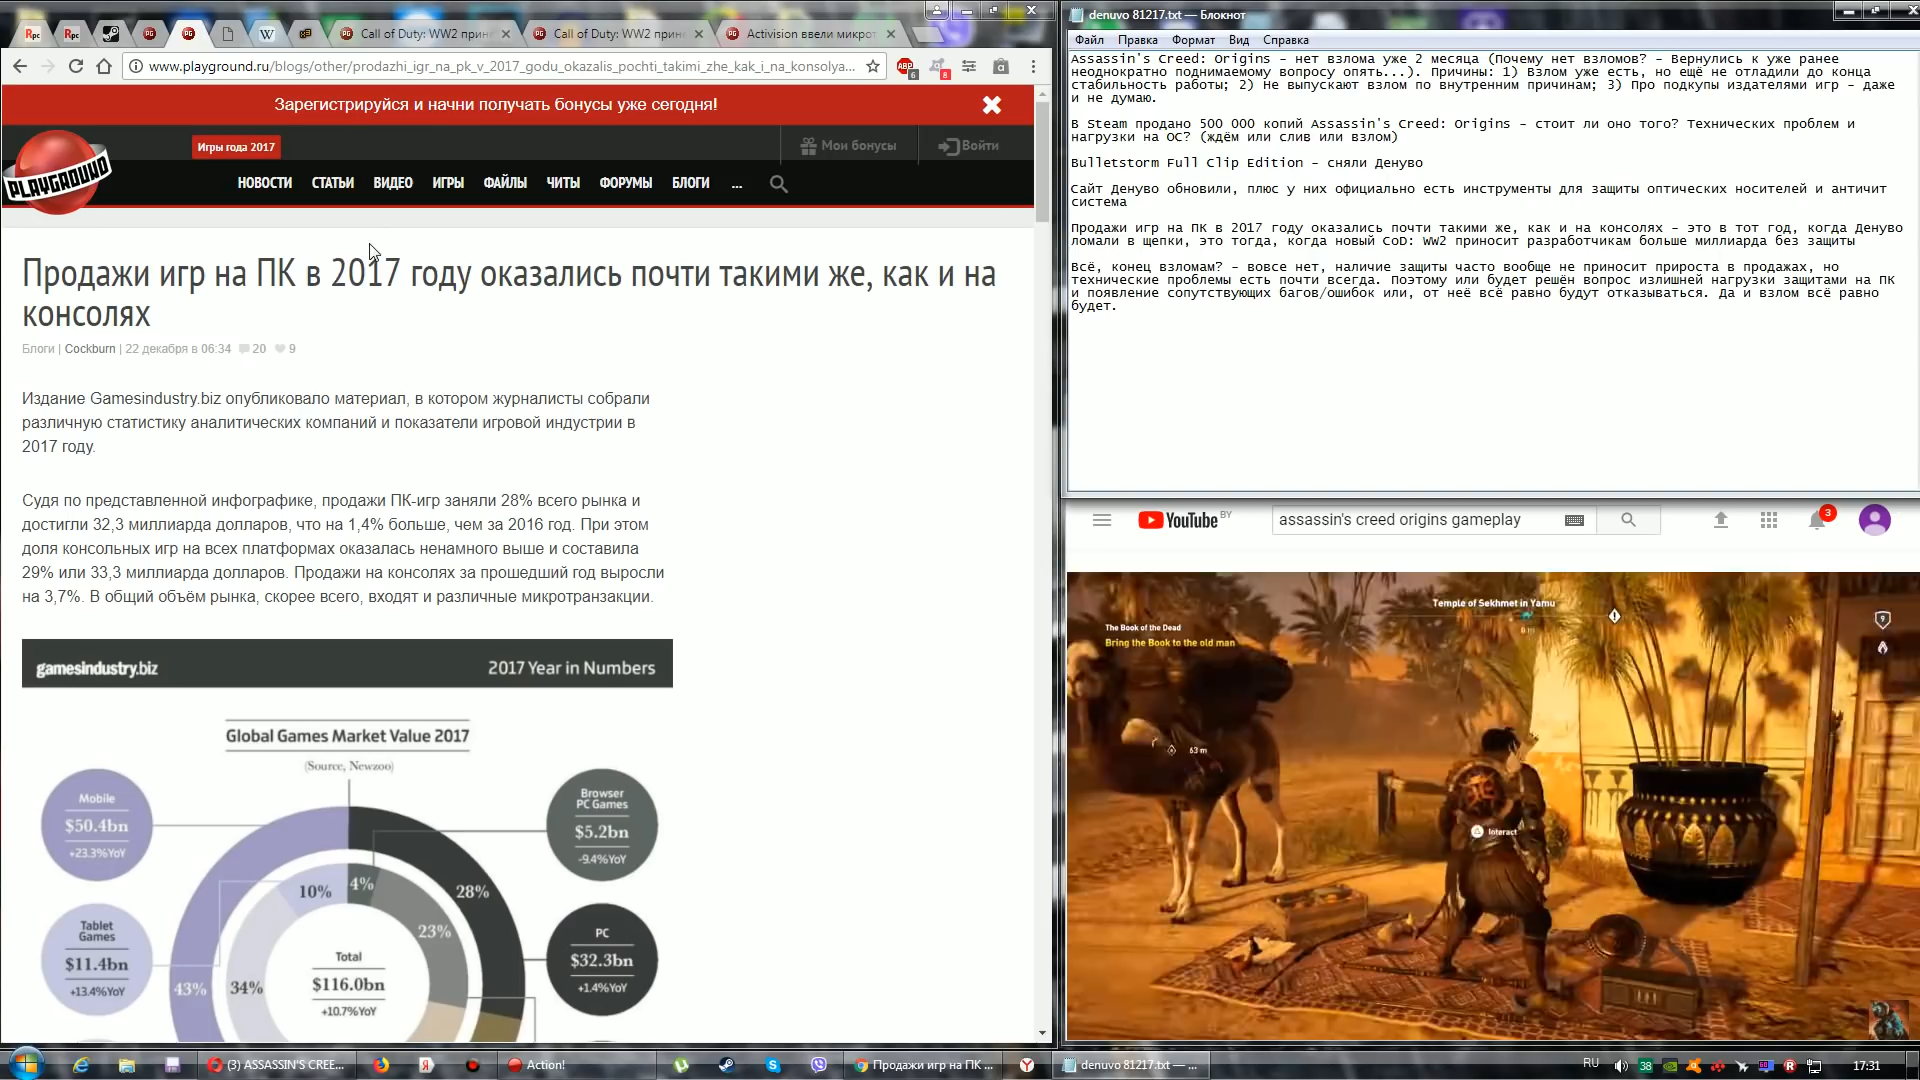 Call of Duty: WW2 прин
Call of Duty: WW2 прин
Activision ввели микрот
www.playground.ru/blogs/other/prodazhi_igr_na_pk_v_2017_godu_okazalis_pochti_takimi_zhe_kak_i_na_konsolya...
Зарегистрируйся и начни получать бонусы уже сегодня!
PLAYGROUND
Игры года 2017
Мои бонусы
Войти
НОВОСТИ СТАТЬИ ВИДЕО ИГРЫ ФАЙЛЫ ЧИТЫ ФОРУМЫ БЛОГИ ...
Продажи игр на ПК в 2017 году оказались почти такими же, как и на
консолях
Блоги | Cockburn | 22 декабря в 06:34 20 9
Издание Gamesindustry.biz опубликовало материал, в котором журналисты собрали
различную статистику аналитических компаний и показатели игровой индустрии в
2017 году.
Судя по представленной инфографике, продажи ПК-игр заняли 28% всего рынка и
достигли 32,3 миллиарда долларов, что на 1,4% больше, чем за 2016 год. При этом
доля консольных игр на всех платформах оказалась ненамного выше и составила
29% или 33,3 миллиарда долларов. Продажи на консолях за прошедший год выросли
на 3,7%. В общий объём рынка, скорее всего, входят и различные микротранзакции.
gamesindustry.biz
2017 Year in Numbers
Global Games Market Value 2017
(Source, Newzoo)
Mobile
$50.4bn
+23.3%YoY
Browser
PC Games
$5.2bn
-9.4%YoY
10%
4%
28%
23%
Tablet
Games
$11.4bn
+13.4%YoY
PC
$32.3bn
+1.4%YoY
43%
34%
Total
$116.0bn
+10.7%YoY
denuvo 81217.txt — Блокнот
Файл Правка Формат Вид Справка
Assassin's Creed: Origins - нет взлома уже 2 месяца (Почему нет взломов? - Вернулись к уже ранее
неоднократно поднимаемому вопросу опять...). Причины: 1) Взлом уже есть, но ещё не отладили до конца
стабильность работы; 2) Не выпускают взлом по внутренним причинам; 3) Про подкупы издателями игр - даже
и не думаю.
В Steam продано 500 000 копий Assassin's Creed: Origins - стоит ли оно того? Технических проблем и
нагрузки на ОС? (ждём или слив или взлом)
Bulletstorm Full Clip Edition - сняли Денуво
Сайт Денуво обновили, плюс у них официально есть инструменты для защиты оптических носителей и античит
система
Продажи игр на ПК в 2017 году оказались почти такими же, как и на консолях - это в тот год, когда Денуво
ломали в щепки, это тогда, когда новый CoD: WW2 приносит разработчикам больше миллиарда без защиты
Всё, конец взломам? - вовсе нет, наличие защиты часто вообще не приносит прироста в продажах, но
технические проблемы есть почти всегда. Поэтому или будет решён вопрос излишней нагрузки защитами на ПК
и появление сопутствующих багов/ошибок или, от неё всё равно будут отказываться. Да и взлом всё равно
будет.
YouTube BY
assassin's creed origins gameplay
3
Temple of Sekhmet in Yamu
The Book of the Dead
Bring the Book to the old man
9
63 m
Interact
(3) ASSASSIN'S CREE...
Action!
Продажи игр на ПК ...
denuvo 81217.txt — ...
RU
38
17:31